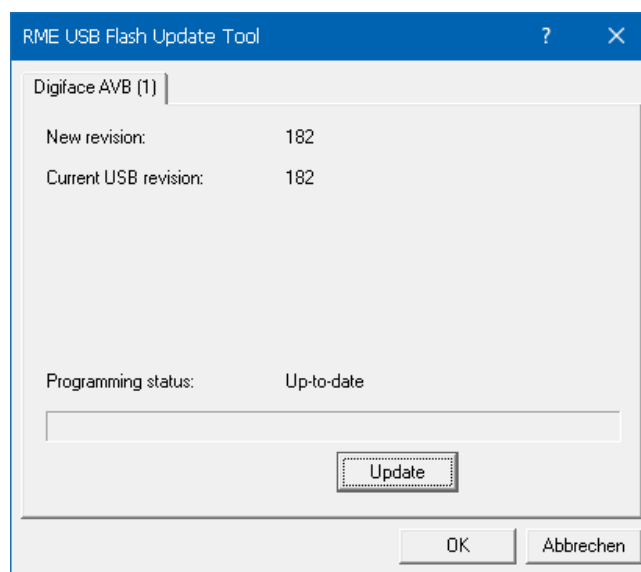 RME USB Flash Update Tool ?
Digiface AVB (1)
New revision: 182
Current USB revision: 182
Programming status: Up-to-date
Update
OK Abbrechen